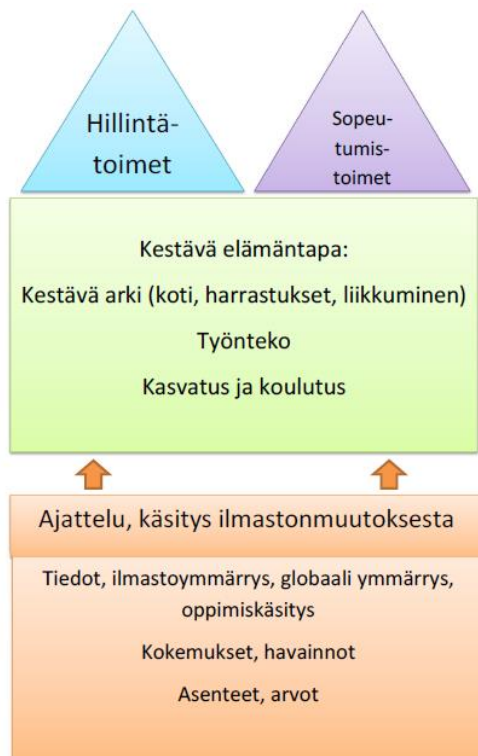 Hillintä-
toimet
Sopeu-
tumis-
toimet
Kestävä elämäntapa:
Kestävä arki (koti, harrastukset, liikkuminen)
Työnteko
Kasvatus ja koulutus
Ajattelu, käsitys ilmastonmuutoksesta
Tiedot, ilmastoymmärrys, globaali ymmärrys,
oppimiskäsitys
Kokemukset, havainnot
Asenteet, arvot